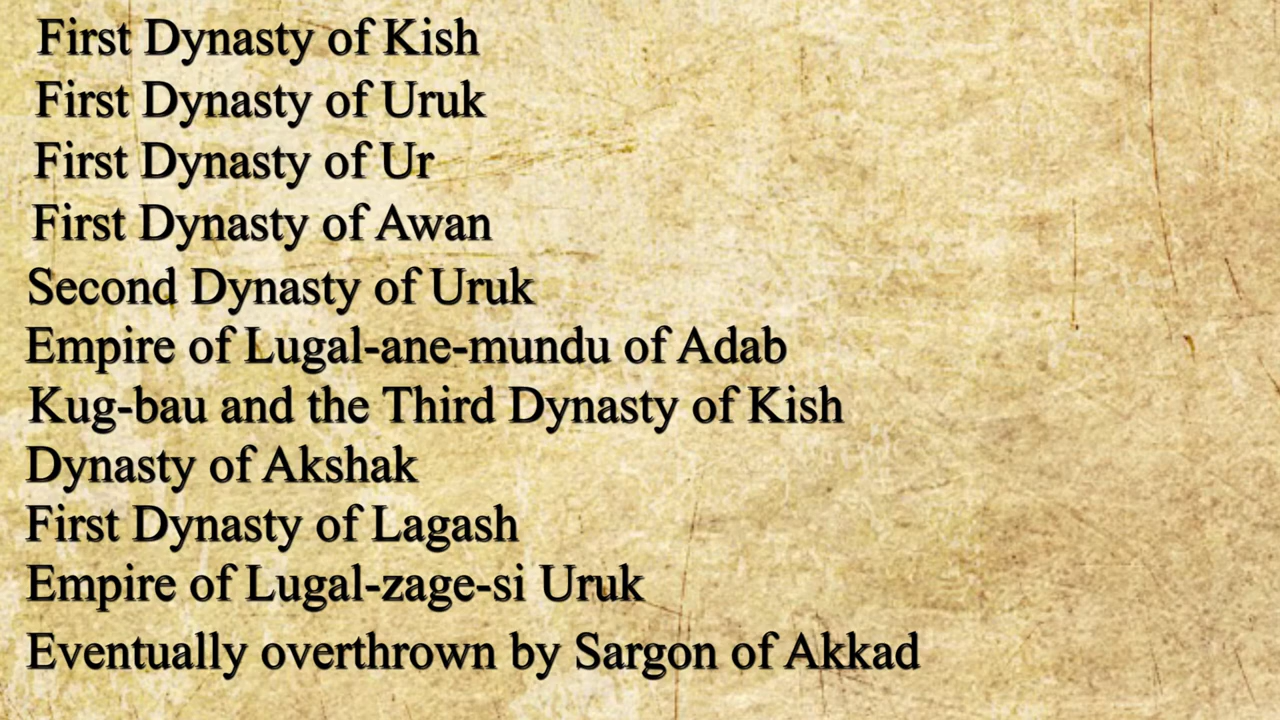 First Dynasty of Kish
First Dynasty of Uruk
First Dynasty of Ur
First Dynasty of Awan
Second Dynasty of Uruk
Empire of Lugal-ane-mundu of Adab
Kug-bau and the Third Dynasty of Kish
Dynasty of Akshak
First Dynasty of Lagash
Empire of Lugal-zage-si Uruk
Eventually overthrown by Sargon of Akkad